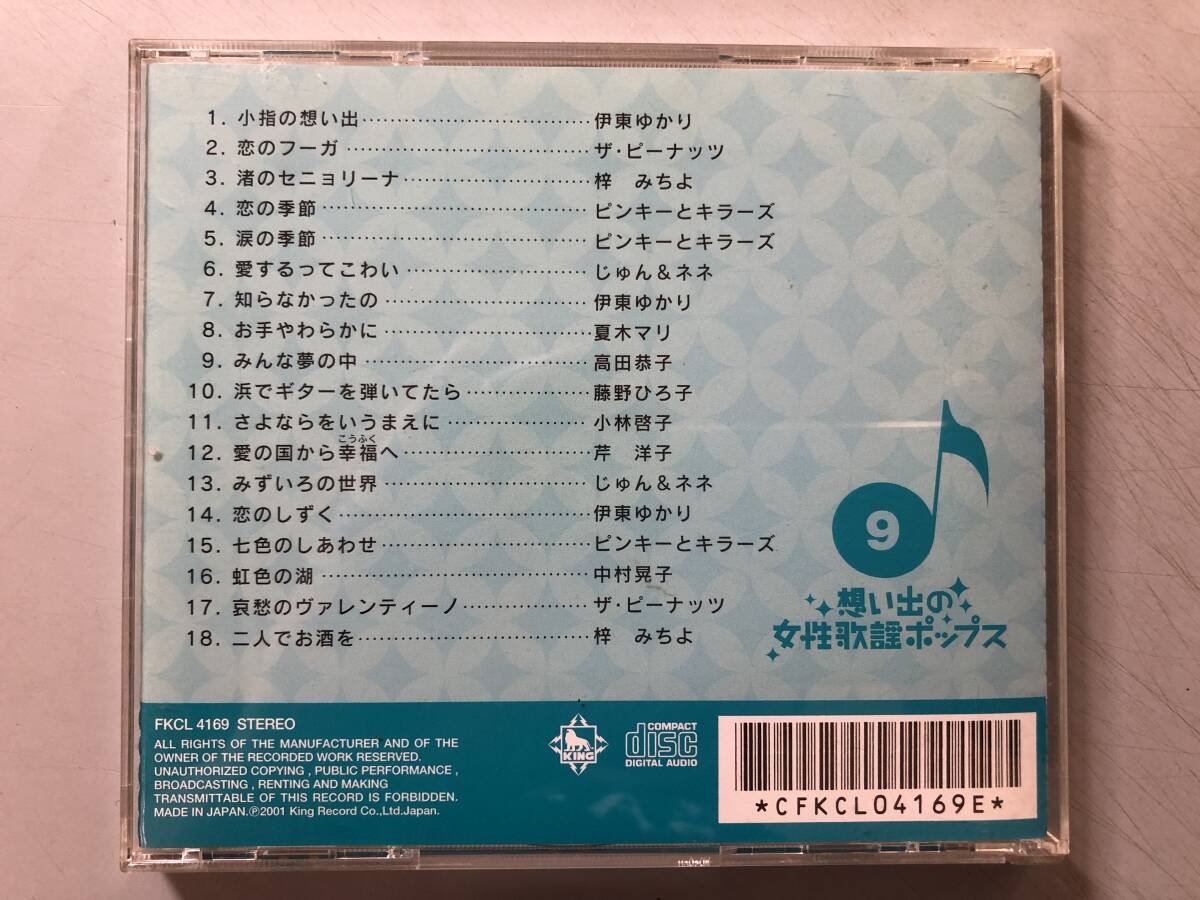 1. 小指の想い出……………………………伊東ゆかり
2. 恋のフーガ……………………………ザ・ピーナッツ
3. 渚のセニョリーナ……………………………梓　みちよ
4. 恋の季節……………………………ピンキーとキラーズ
5. 涙の季節……………………………ピンキーとキラーズ
6. 愛するってこわい……………………………じゅん＆ネネ
7. 知らなかったの……………………………伊東ゆかり
8. お手やわらかに……………………………夏木マリ
9. みんな夢の中……………………………高田恭子
10. 浜でギターを弾いてたら……………………………藤野ひろ子
11. さよならをいうまえに……………………………小林啓子
こうふく
12. 愛の国から幸福へ……………………………芹　洋子
13. みずいろの世界……………………………じゅん＆ネネ
14. 恋のしずく……………………………伊東ゆかり
15. 七色のしあわせ……………………………ピンキーとキラーズ
16. 虹色の湖……………………………中村晃子
17. 哀愁のヴァレンティーノ……………………………ザ・ピーナッツ
18. 二人でお酒を……………………………梓　みちよ
9
想い出の
女性歌謡ポップス
FKCL 4169 STEREO
ALL RIGHTS OF THE MANUFACTURER AND OF THE
OWNER OF THE RECORDED WORK RESERVED.
UNAUTHORIZED COPYING , PUBLIC PERFORMANCE ,
BROADCASTING , RENTING AND MAKING
TRANSMITTABLE OF THIS RECORD IS FORBIDDEN.
MADE IN JAPAN.℗2001 King Record Co.,Ltd.Japan.
KING
COMPACT
disc
DIGITAL AUDIO
*CFKCL04169E*